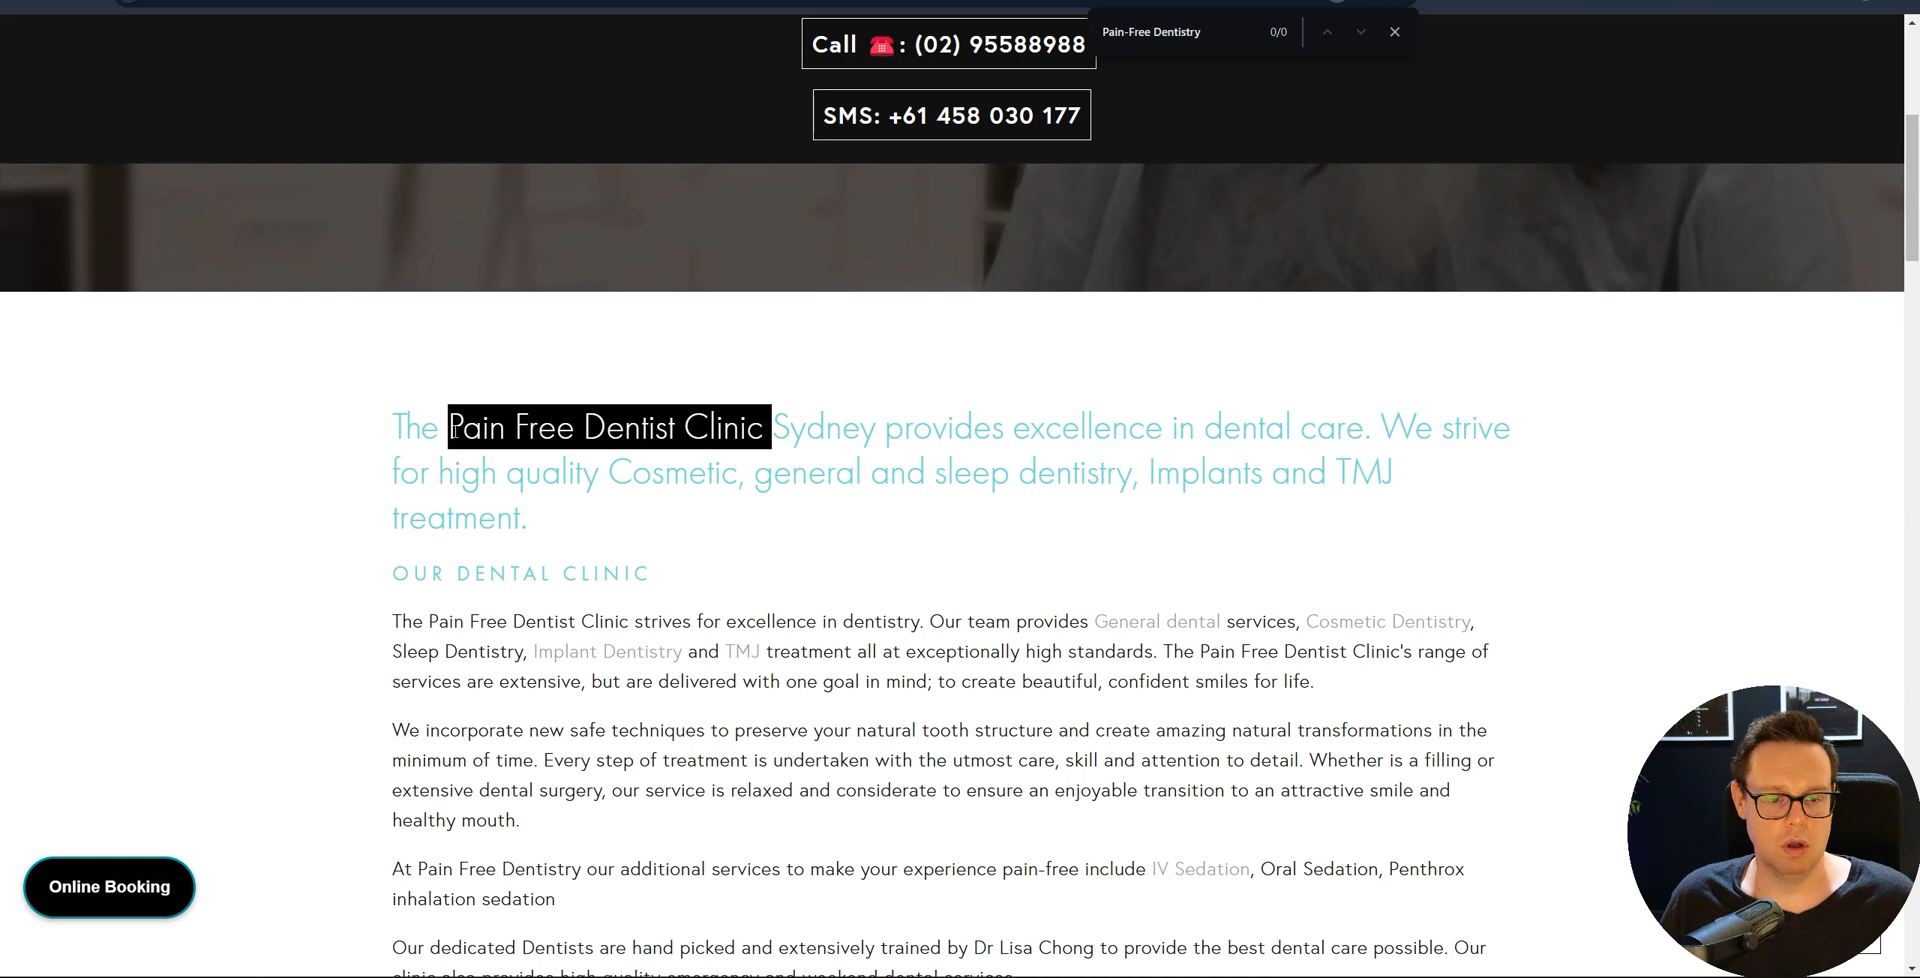 Call ☎️: (02) 95588988
Pain-Free Dentistry 0/0
SMS: +61 458 030 177
The Pain Free Dentist Clinic Sydney provides excellence in dental care. We strive
for high quality Cosmetic, general and sleep dentistry, Implants and TMJ
treatment.
OUR DENTAL CLINIC
The Pain Free Dentist Clinic strives for excellence in dentistry. Our team provides General dental services, Cosmetic Dentistry,
Sleep Dentistry, Implant Dentistry and TMJ treatment all at exceptionally high standards. The Pain Free Dentist Clinic's range of
services are extensive, but are delivered with one goal in mind; to create beautiful, confident smiles for life.
We incorporate new safe techniques to preserve your natural tooth structure and create amazing natural transformations in the
minimum of time. Every step of treatment is undertaken with the utmost care, skill and attention to detail. Whether is a filling or
extensive dental surgery, our service is relaxed and considerate to ensure an enjoyable transition to an attractive smile and
healthy mouth.
At Pain Free Dentistry our additional services to make your experience pain-free include IV Sedation, Oral Sedation, Penthrox
inhalation sedation
Our dedicated Dentists are hand picked and extensively trained by Dr Lisa Chong to provide the best dental care possible. Our
clinic also provides high quality emergency and weekend dental services.
Online Booking